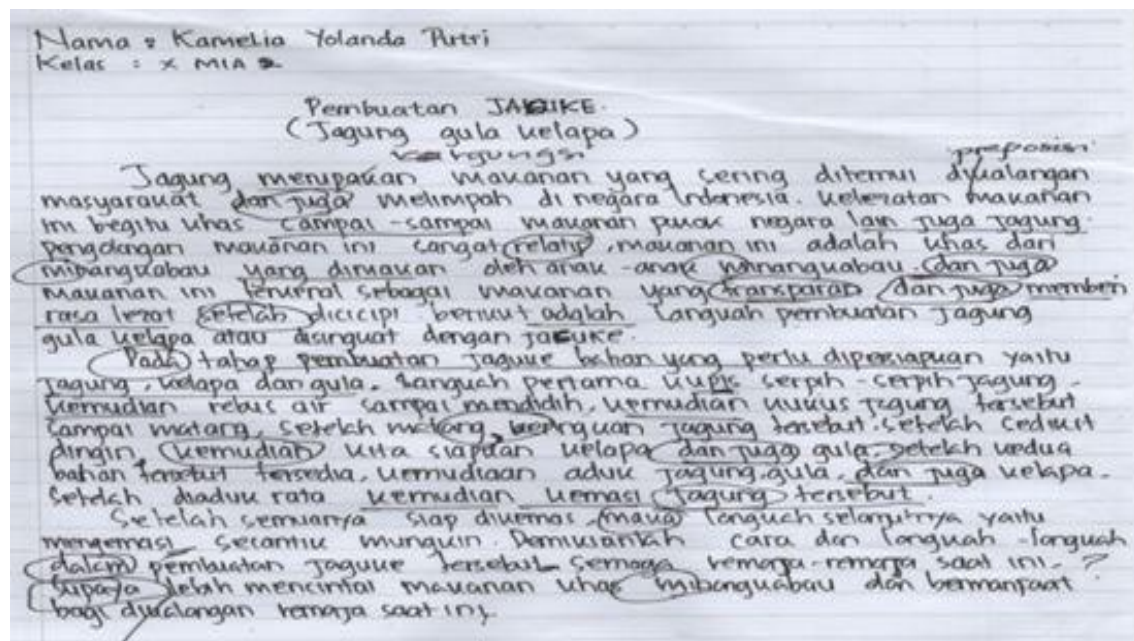 Nama : Kamelia Yolanda Putri
Kelas : X MIA 2
Pembuatan JAGUKE.
(Jagung gula kelapa)
preposisi
Jagung merupakan makanan yang sering ditemui dikalangan
masyarakat dan juga melimpah di negara Indonesia. Kelezatan makanan
ini begitu khas sampai-sampai makanan pokok negara lain juga jagung.
makanan ini sangat relatif, makanan ini adalah khas dari
mibangkabau yang dimakan oleh anak-anak minangkabau dan juga
makanan ini terkenal sebagai makanan yang transparan dan juga memberi
rasa lezat setelah dicicipi berikut adalah langkah pembuatan jagung
gula kelapa atau disingkat dengan jaguke.
Pada tahap pembuatan jaguke bahan yang perlu dipersiapkan yaitu
jagung, kelapa dan gula. Langkah pertama serpih-serpih jagung.
kemudian rebus air sampai mendidih, kemudian kukus jagung tersebut
sampai matang, setelah matang, jagung tersebut. setelah
dingin, kemudian kita siapkan kelapa dan juga gula, setelah kedua
bahan tersebut tersedia, kemudiaan aduk jagung, gula, dan juga kelapa.
Setelah diaduk rata kemudian kemasi jagung tersebut.
Setelah semuanya siap dikemas, maka langkah selanjutnya yaitu
mengemasi secantik mungkin. Demikianlah cara dan langkah-langkah
dalam pembuatan jaguke tersebut semoga remaja-remaja saat ini. ?
supaya lebih mencintai makanan khas mibangkabau dan bermanfaat
bagi dikalangan remaja saat ini.